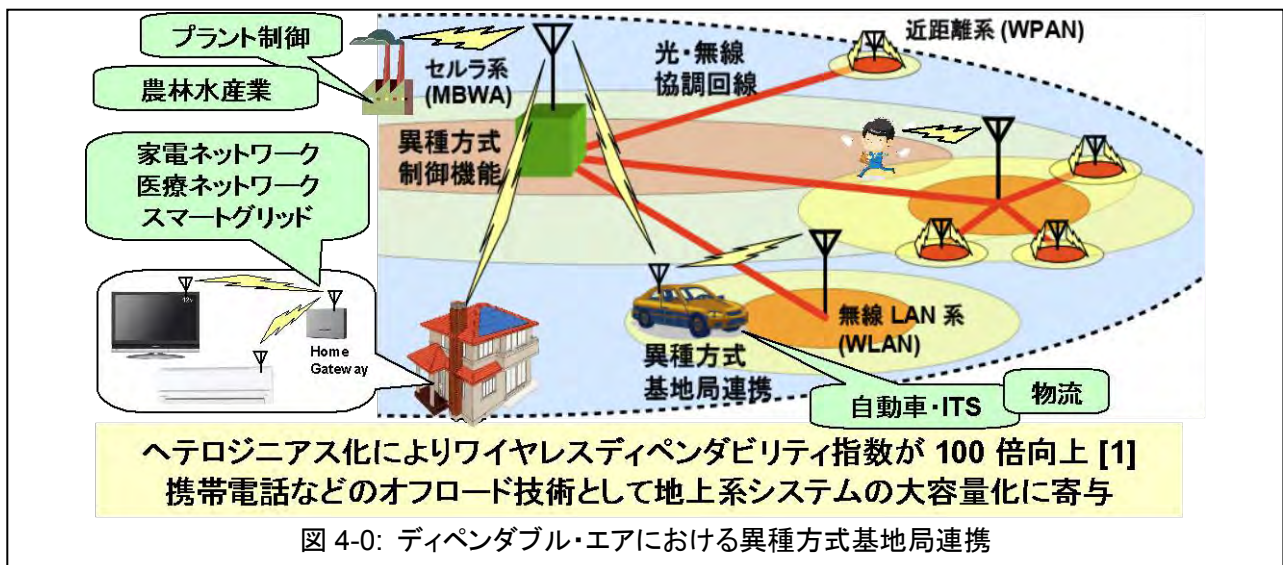 プラント制御
農林水産業
家電ネットワーク
医療ネットワーク
スマートグリッド
セルラ系
(MBWA)
光・無線
協調回線
近距離系 (WPAN)
異種方式
制御機能
Home
Gateway
異種方式
基地局連携
無線 LAN 系
(WLAN)
自動車・ITS
物流
ヘテロジニアス化によりワイヤレスディペンダビリティ指数が 100 倍向上 [1]
携帯電話などのオフロード技術として地上系システムの大容量化に寄与
図 4-0: ディペンダブル・エアにおける異種方式基地局連携